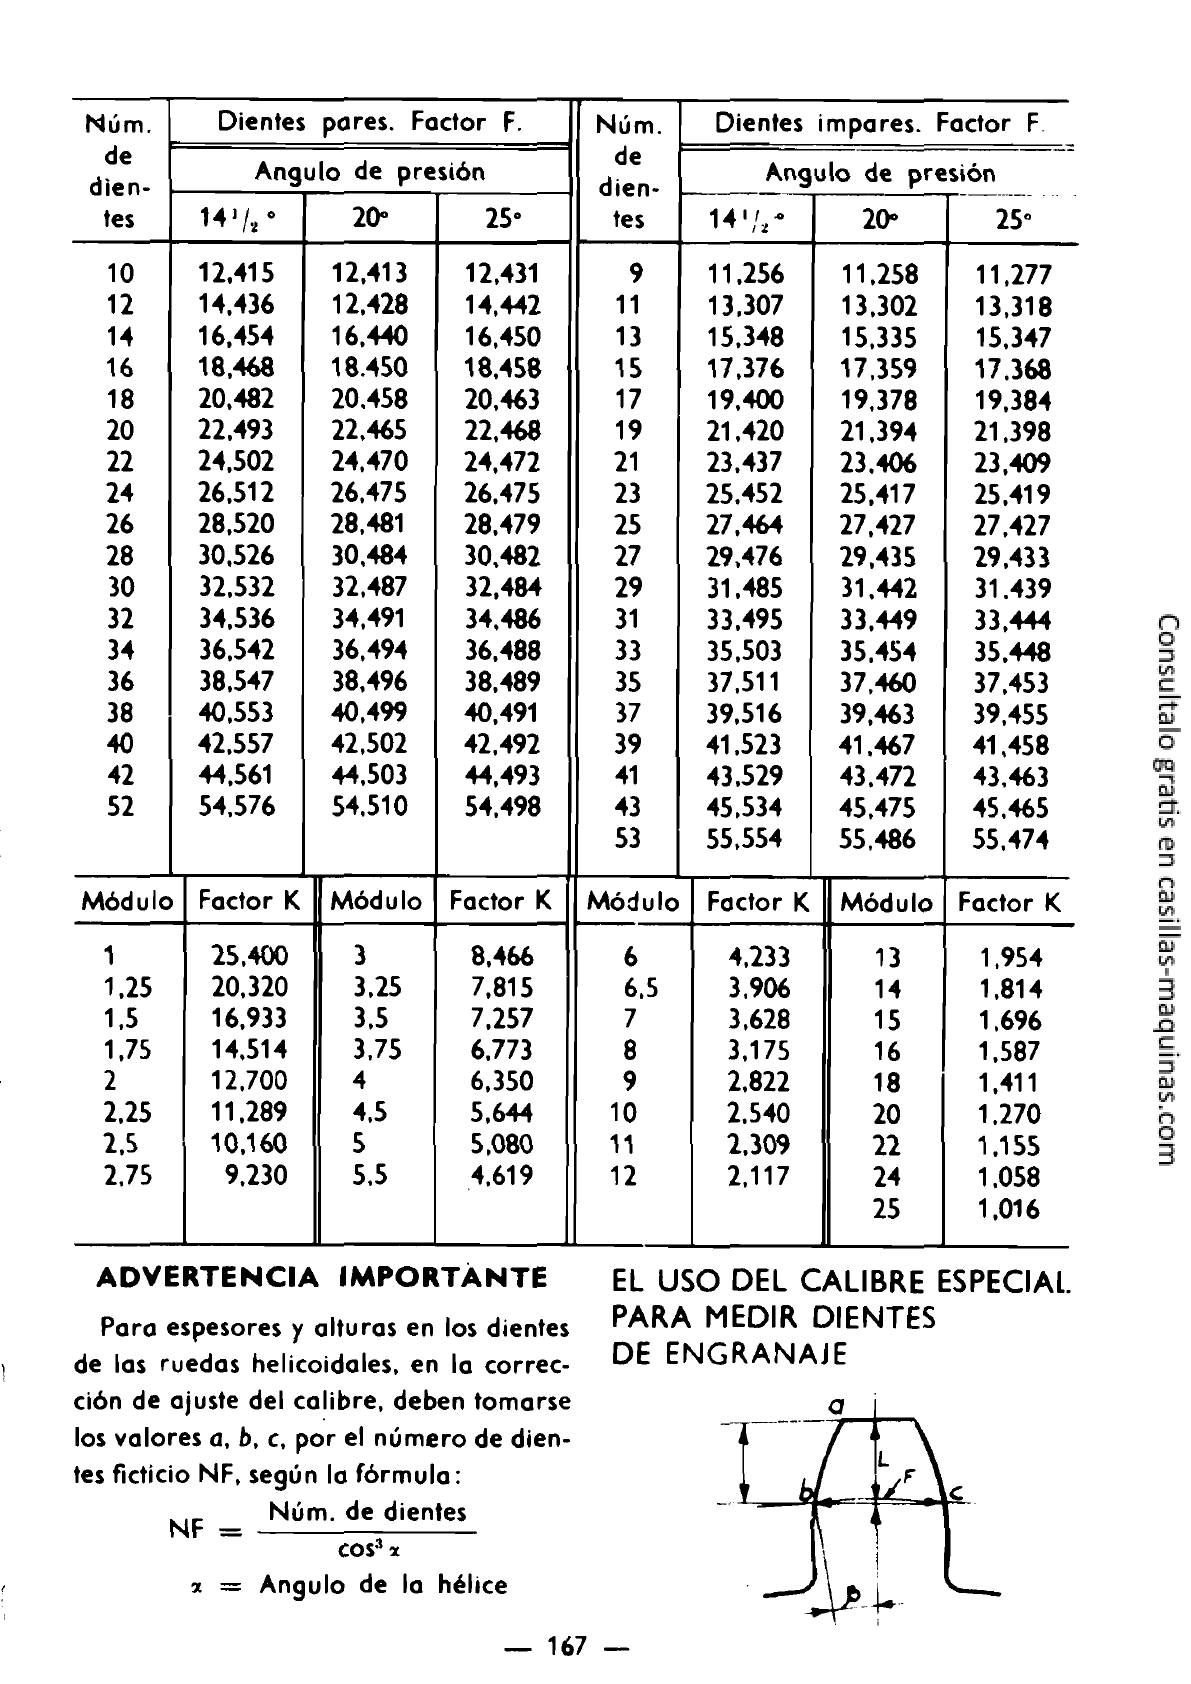 Núm. de dien- tes | Dientes pares. Factor F. | Núm. de dien- tes | Dientes impares. Factor F.
Angulo de presión | Angulo de presión
14 1/2 ° | 20° | 25° | 14 1/2 ° | 20° | 25°
10 | 12,415 | 12,413 | 12,431 | 9 | 11,256 | 11,258 | 11,277
12 | 14,436 | 12,428 | 14,442 | 11 | 13,307 | 13,302 | 13,318
14 | 16,454 | 16,440 | 16,450 | 13 | 15,348 | 15,335 | 15,347
16 | 18,468 | 18.450 | 18,458 | 15 | 17,376 | 17,359 | 17,368
18 | 20,482 | 20,458 | 20,463 | 17 | 19,400 | 19,378 | 19,384
20 | 22,493 | 22,465 | 22,468 | 19 | 21,420 | 21,394 | 21,398
22 | 24,502 | 24,470 | 24,472 | 21 | 23,437 | 23,406 | 23,409
24 | 26,512 | 26,475 | 26,475 | 23 | 25,452 | 25,417 | 25,419
26 | 28,520 | 28,481 | 28,479 | 25 | 27,464 | 27,427 | 27,427
28 | 30,526 | 30,484 | 30,482 | 27 | 29,476 | 29,435 | 29,433
30 | 32,532 | 32,487 | 32,484 | 29 | 31,485 | 31,442 | 31.439
32 | 34,536 | 34,491 | 34,486 | 31 | 33,495 | 33,449 | 33,444
34 | 36,542 | 36,494 | 36,488 | 33 | 35,503 | 35,454 | 35,448
36 | 38,547 | 38,496 | 38,489 | 35 | 37,511 | 37,460 | 37,453
38 | 40,553 | 40,499 | 40,491 | 37 | 39,516 | 39,463 | 39,455
40 | 42,557 | 42,502 | 42,492 | 39 | 41,523 | 41,467 | 41,458
42 | 44,561 | 44,503 | 44,493 | 41 | 43,529 | 43,472 | 43,463
52 | 54,576 | 54,510 | 54,498 | 43 | 45,534 | 45,475 | 45,465
53 | 55,554 | 55,486 | 55,474
Módulo | Factor K | Módulo | Factor K | Módulo | Factor K | Módulo | Factor K
1 | 25,400 | 3 | 8,466 | 6 | 4,233 | 13 | 1,954
1,25 | 20,320 | 3,25 | 7,815 | 6,5 | 3,906 | 14 | 1,814
1,5 | 16,933 | 3,5 | 7,257 | 7 | 3,628 | 15 | 1,696
1,75 | 14,514 | 3,75 | 6,773 | 8 | 3,175 | 16 | 1,587
2 | 12,700 | 4 | 6,350 | 9 | 2,822 | 18 | 1,411
2,25 | 11,289 | 4,5 | 5,644 | 10 | 2,540 | 20 | 1,270
2,5 | 10,160 | 5 | 5,080 | 11 | 2,309 | 22 | 1,155
2,75 | 9,230 | 5,5 | 4,619 | 12 | 2,117 | 24 | 1,058
25 | 1,016
ADVERTENCIA IMPORTANTE
Para espesores y alturas en los dientes
de las ruedas helicoidales, en la correc-
ción de ajuste del calibre, deben tomarse
los valores a, b, c, por el número de dien-
tes ficticio NF, según la fórmula:
NF = Núm. de dientes / cos³ α
α = Angulo de la hélice
EL USO DEL CALIBRE ESPECIAL
PARA MEDIR DIENTES
DE ENGRANAJE
a
L
F
b
c
β
— 167 —
Consultalo gratis en casillas-maquinas.com